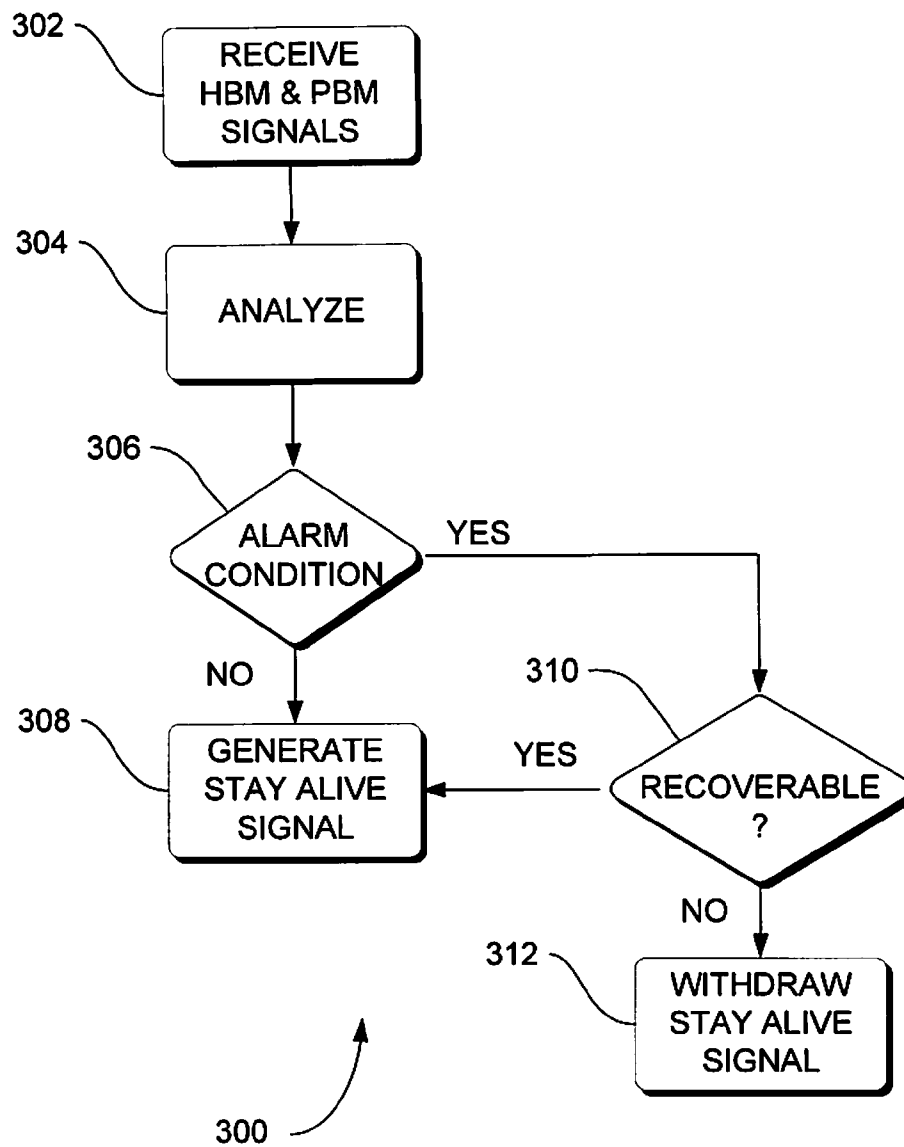 302
RECEIVE
HBM & PBM
SIGNALS
304
ANALYZE
306
ALARM
CONDITION
YES
NO
308
GENERATE
STAY ALIVE
SIGNAL
310
YES
RECOVERABLE
?
NO
312
WITHDRAW
STAY ALIVE
SIGNAL
300